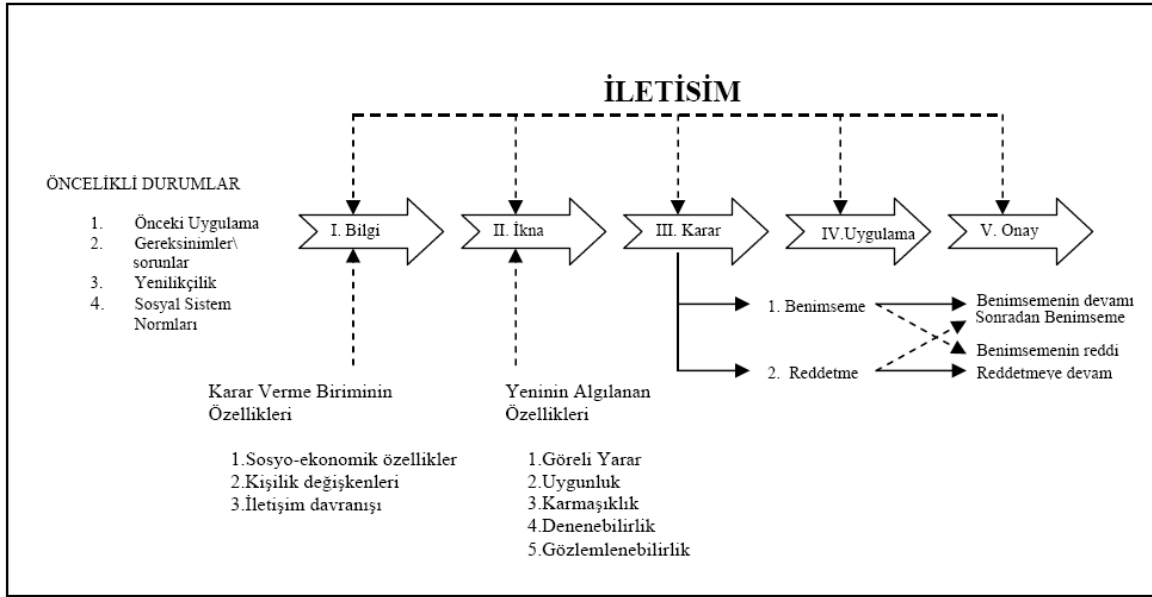 İLETİSİM
ÖNCELİKLİ DURUMLAR
1. Önceki Uygulama
2. Gereksinimler\
sorunlar
3. Yenilikçilik
4. Sosyal Sistem
Normları
I. Bilgi
II. İkna
III. Karar
IV.Uygulama
V. Onay
1. Benimseme
2. Reddetme
Benimsemenin devamı
Sonradan Benimseme
Benimsemenin reddi
Reddetmeye devam
Karar Verme Biriminin
Özellikleri
1.Sosyo-ekonomik özellikler
2.Kişilik değişkenleri
3.İletişim davranışı
Yeninin Algılanan
Özellikleri
1.Göreli Yarar
2.Uygunluk
3.Karmaşıklık
4.Denenebilirlik
5.Gözlemlenebilirlik